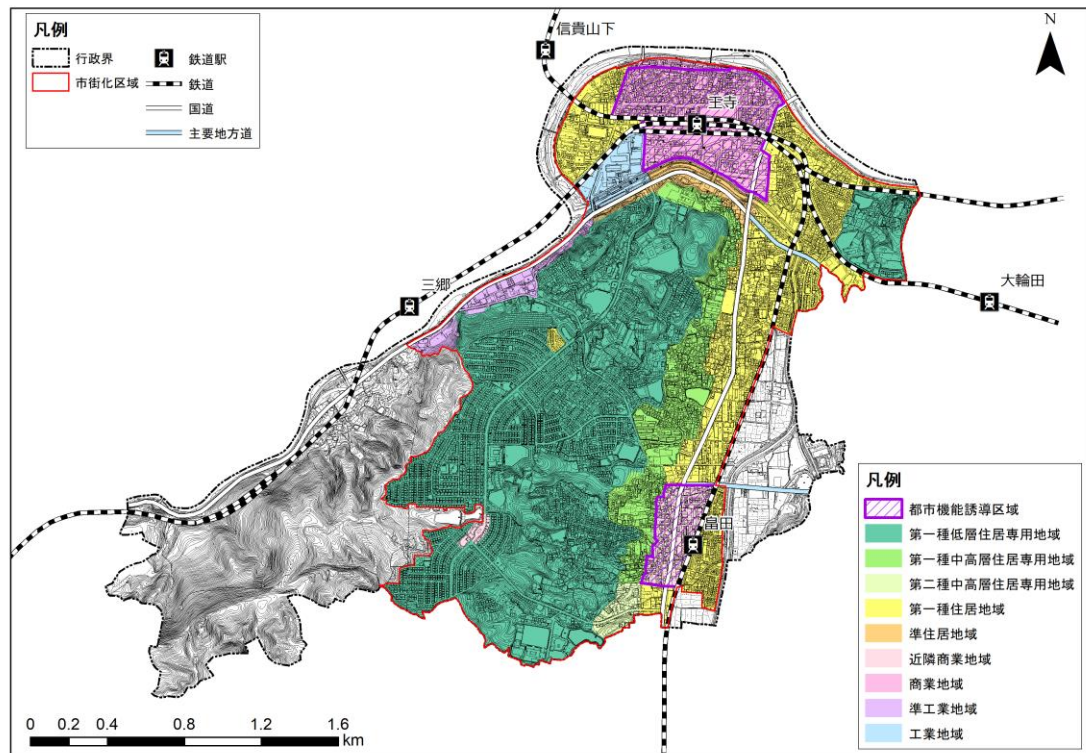 凡例
行政界
市街化区域
鉄道駅
鉄道
国道
主要地方道
信貴山下
N
王寺
三郷
大輪田
畠田
凡例
都市機能誘導区域
第一種低層住居専用地域
第一種中高層住居専用地域
第二種中高層住居専用地域
第一種住居地域
準住居地域
近隣商業地域
商業地域
準工業地域
工業地域
0 0.2 0.4 0.8 1.2 1.6
km